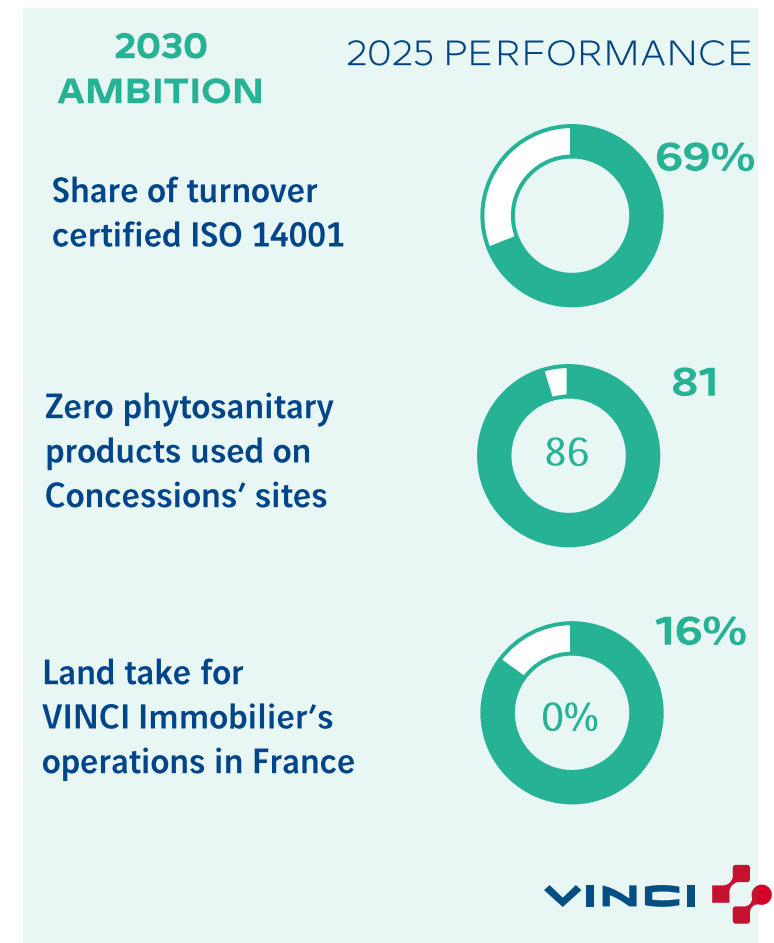 2030
AMBITION
2025 PERFORMANCE
Share of turnover
certified ISO 14001
69%
Zero phytosanitary
products used on
Concessions’ sites
81
86
Land take for
VINCI Immobilier’s
operations in France
16%
0%
VINCI